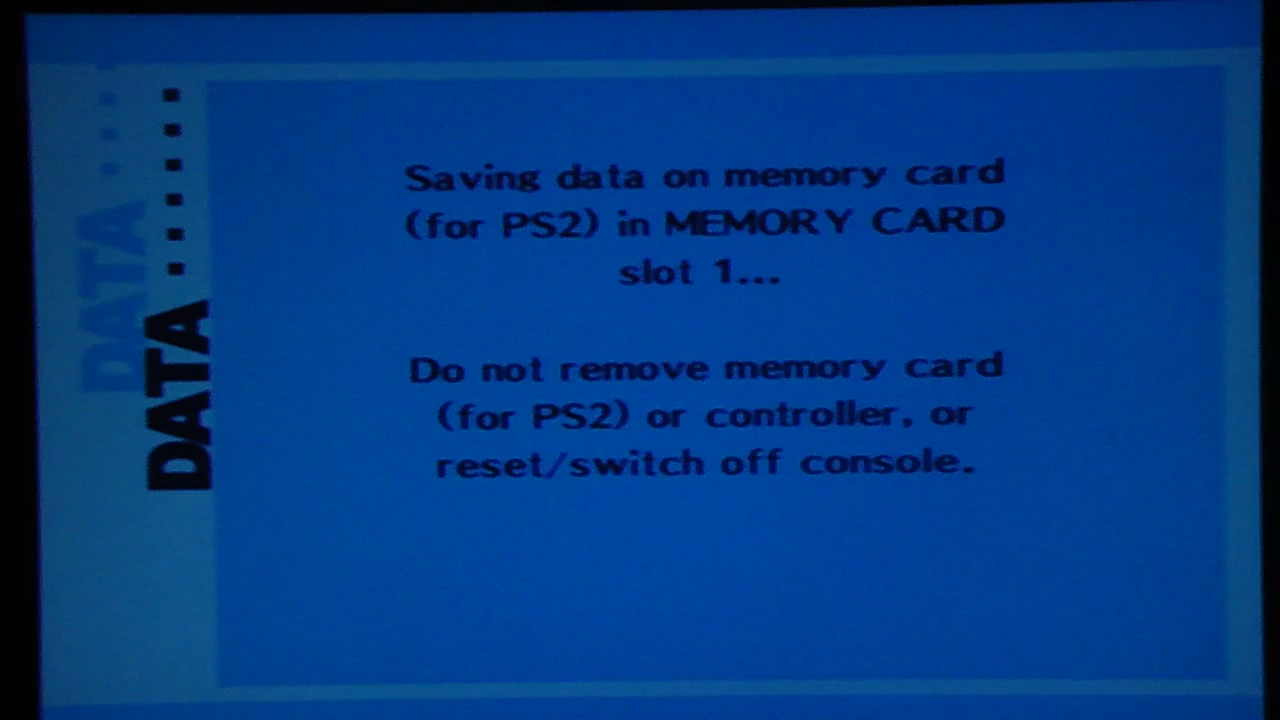 DATA ......
DATA ....
Saving data on memory card
(for PS2) in MEMORY CARD
slot 1...
Do not remove memory card
(for PS2) or controller, or
reset/switch off console.